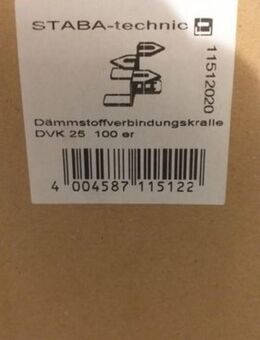 STABA-technic
11512020
Dämmstoffverbindungskralle
DVK 25 100 er
4 004587 115122